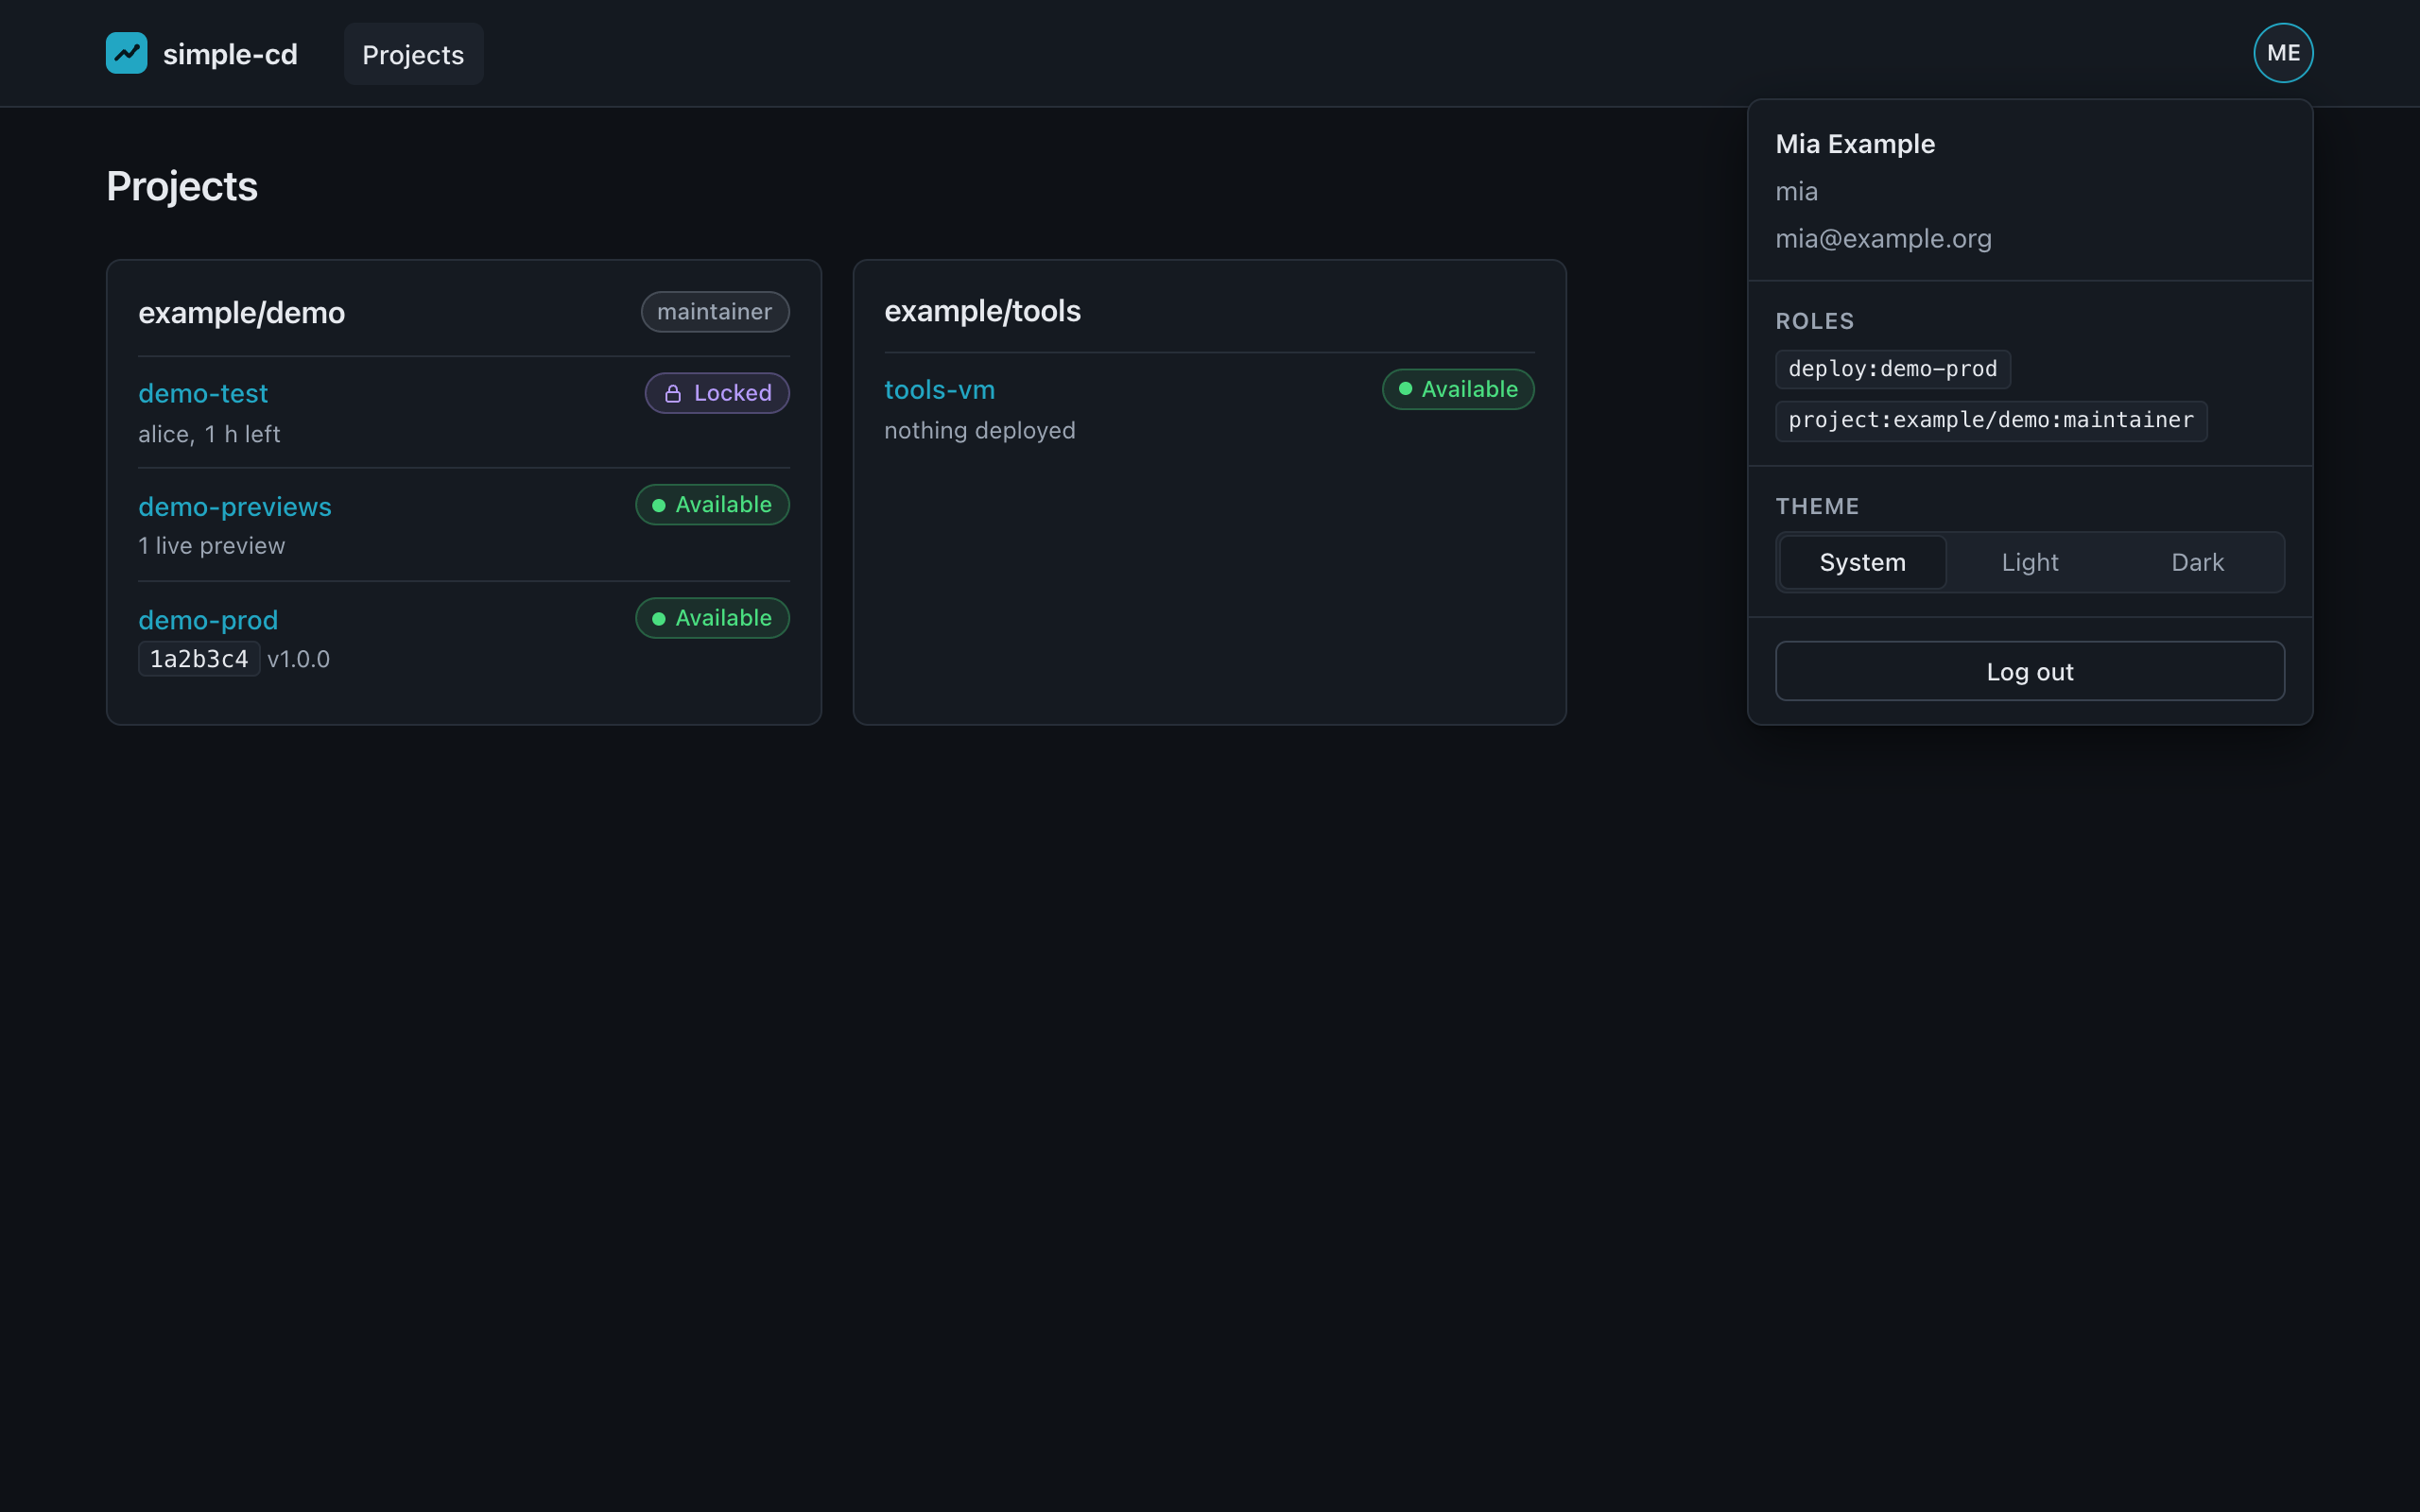 simple-cd
Projects
ME
Projects
example/demo
maintainer
demo-test
Locked
alice, 1 h left
demo-previews
Available
1 live preview
demo-prod
Available
1a2b3c4 v1.0.0
example/tools
tools-vm
Available
nothing deployed
Mia Example
mia
mia@example.org
ROLES
deploy:demo-prod
project:example/demo:maintainer
THEME
System
Light
Dark
Log out